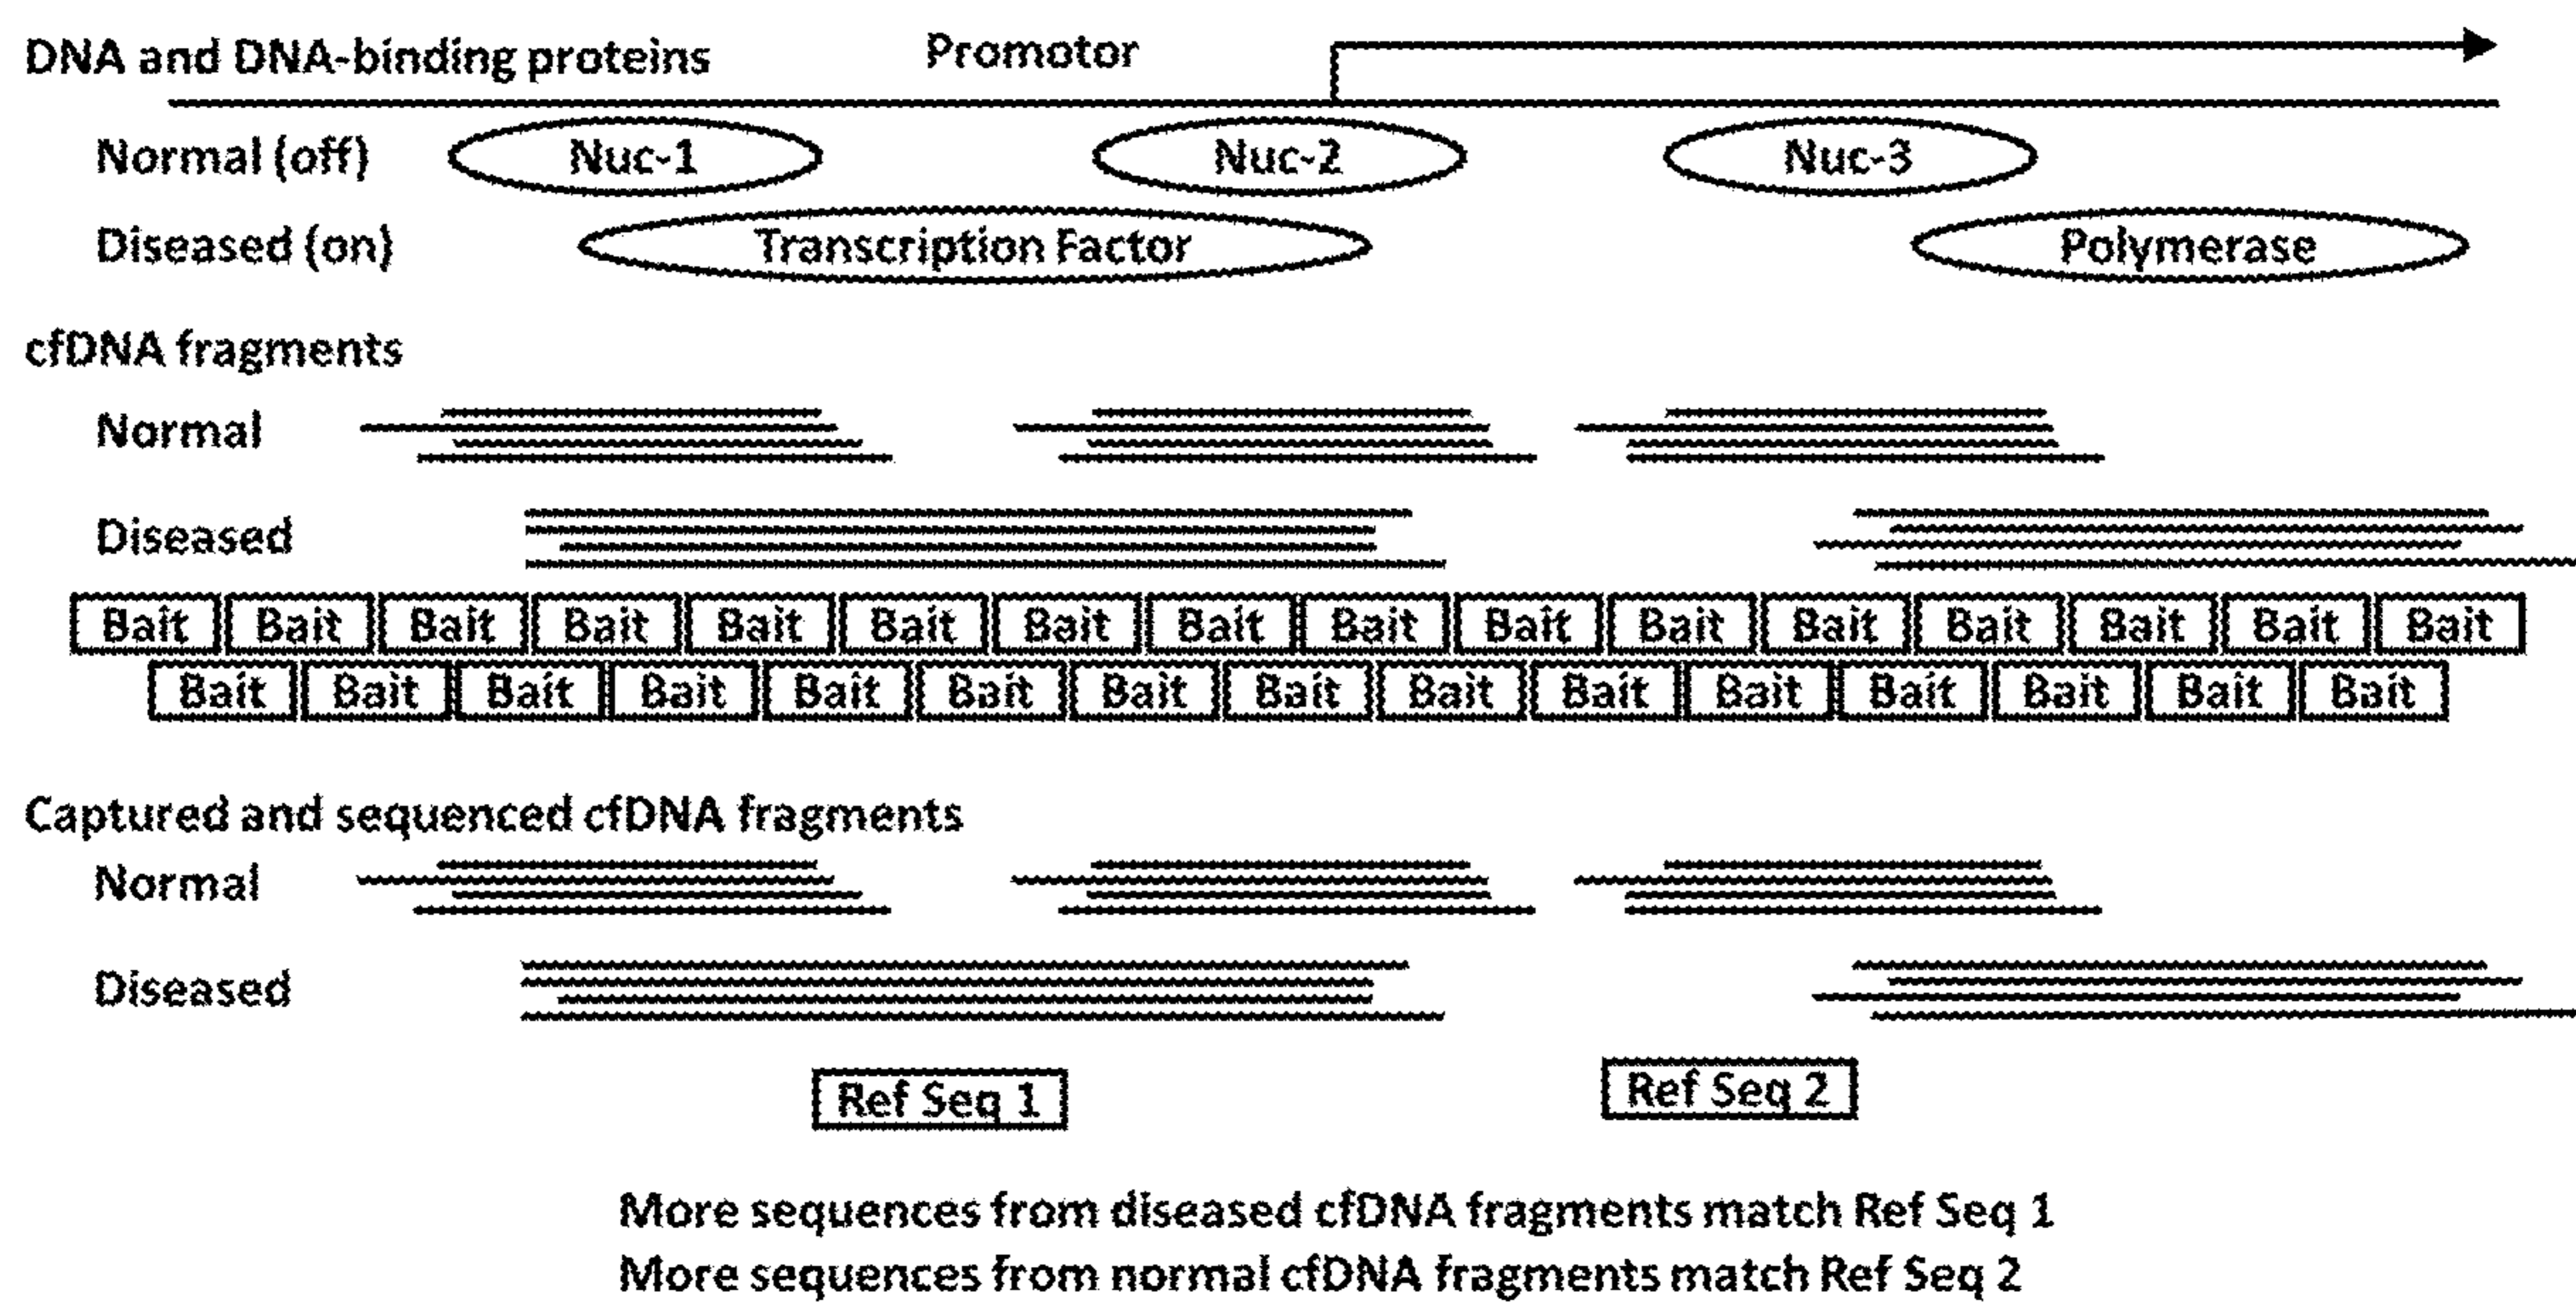 DNA and DNA-binding proteins Promotor
Normal (off) Nuc-1 Nuc-2 Nuc-3
Diseased (on) Transcription Factor Polymerase
cfDNA fragments
Normal
Diseased
Bait Bait Bait Bait Bait Bait Bait Bait Bait Bait Bait Bait Bait Bait Bait Bait
Bait Bait Bait Bait Bait Bait Bait Bait Bait Bait Bait Bait Bait Bait Bait
Captured and sequenced cfDNA fragments
Normal
Diseased
Ref Seq 1 Ref Seq 2
More sequences from diseased cfDNA fragments match Ref Seq 1
More sequences from normal cfDNA fragments match Ref Seq 2